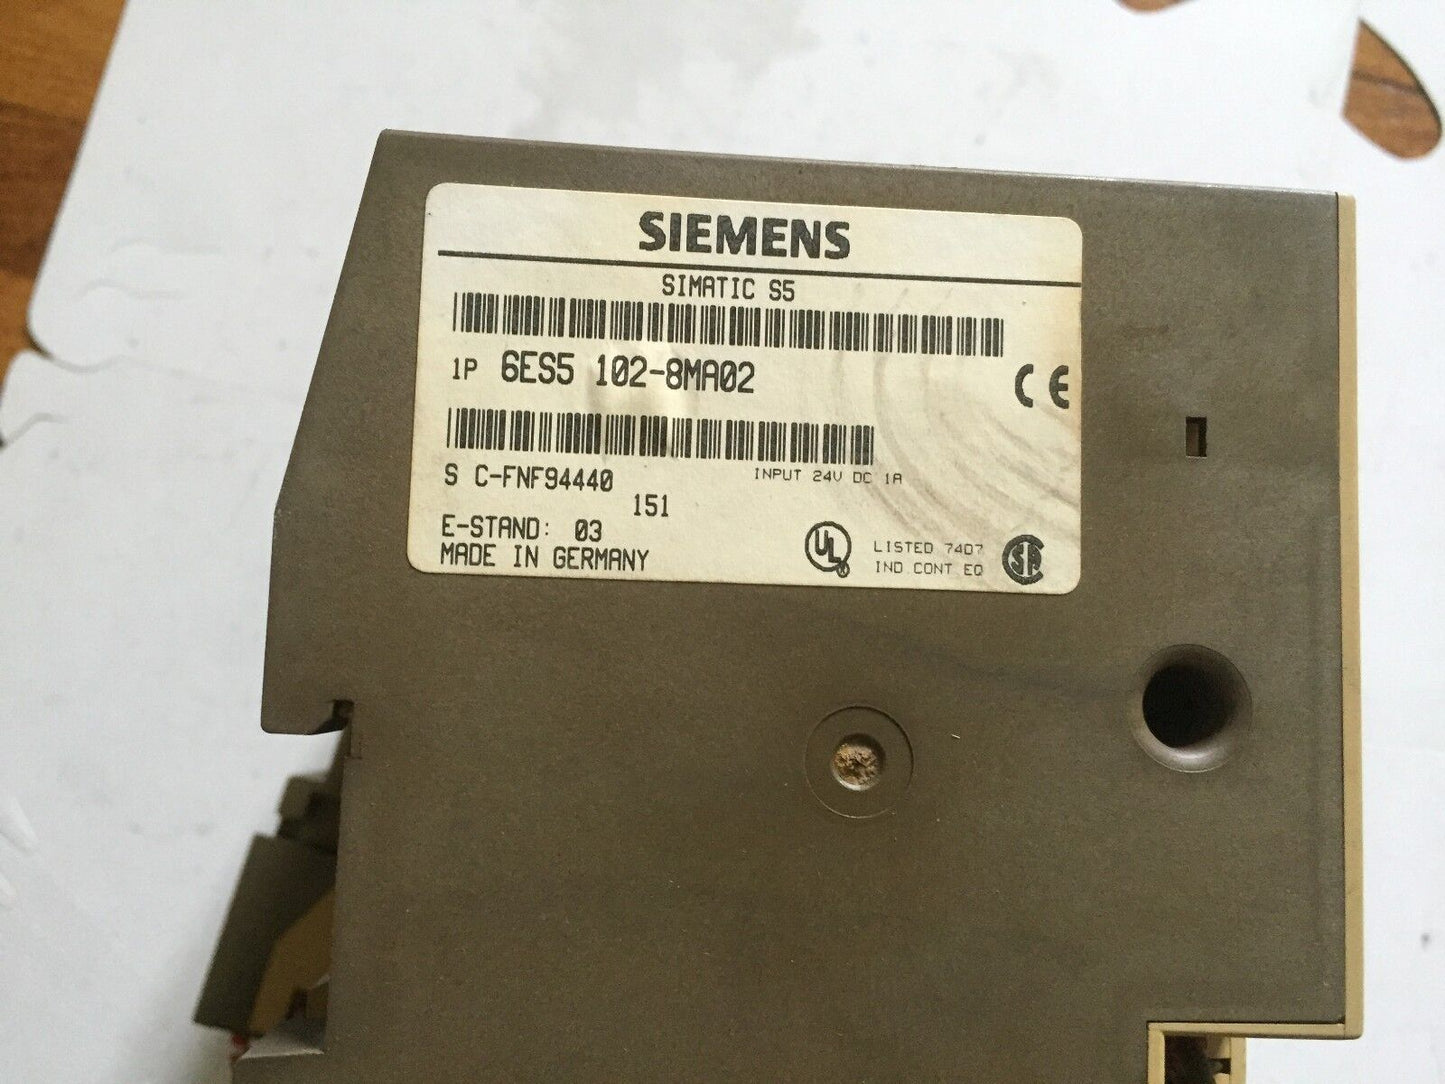 SIEMENS
SIMATIC S5
1P 6ES5 102-8MA02
CE
S C-FNF94440
INPUT 24V DC 1A
151
E-STAND: 03
MADE IN GERMANY
UL
LISTED 74D7
IND.CONT.EQ
SP